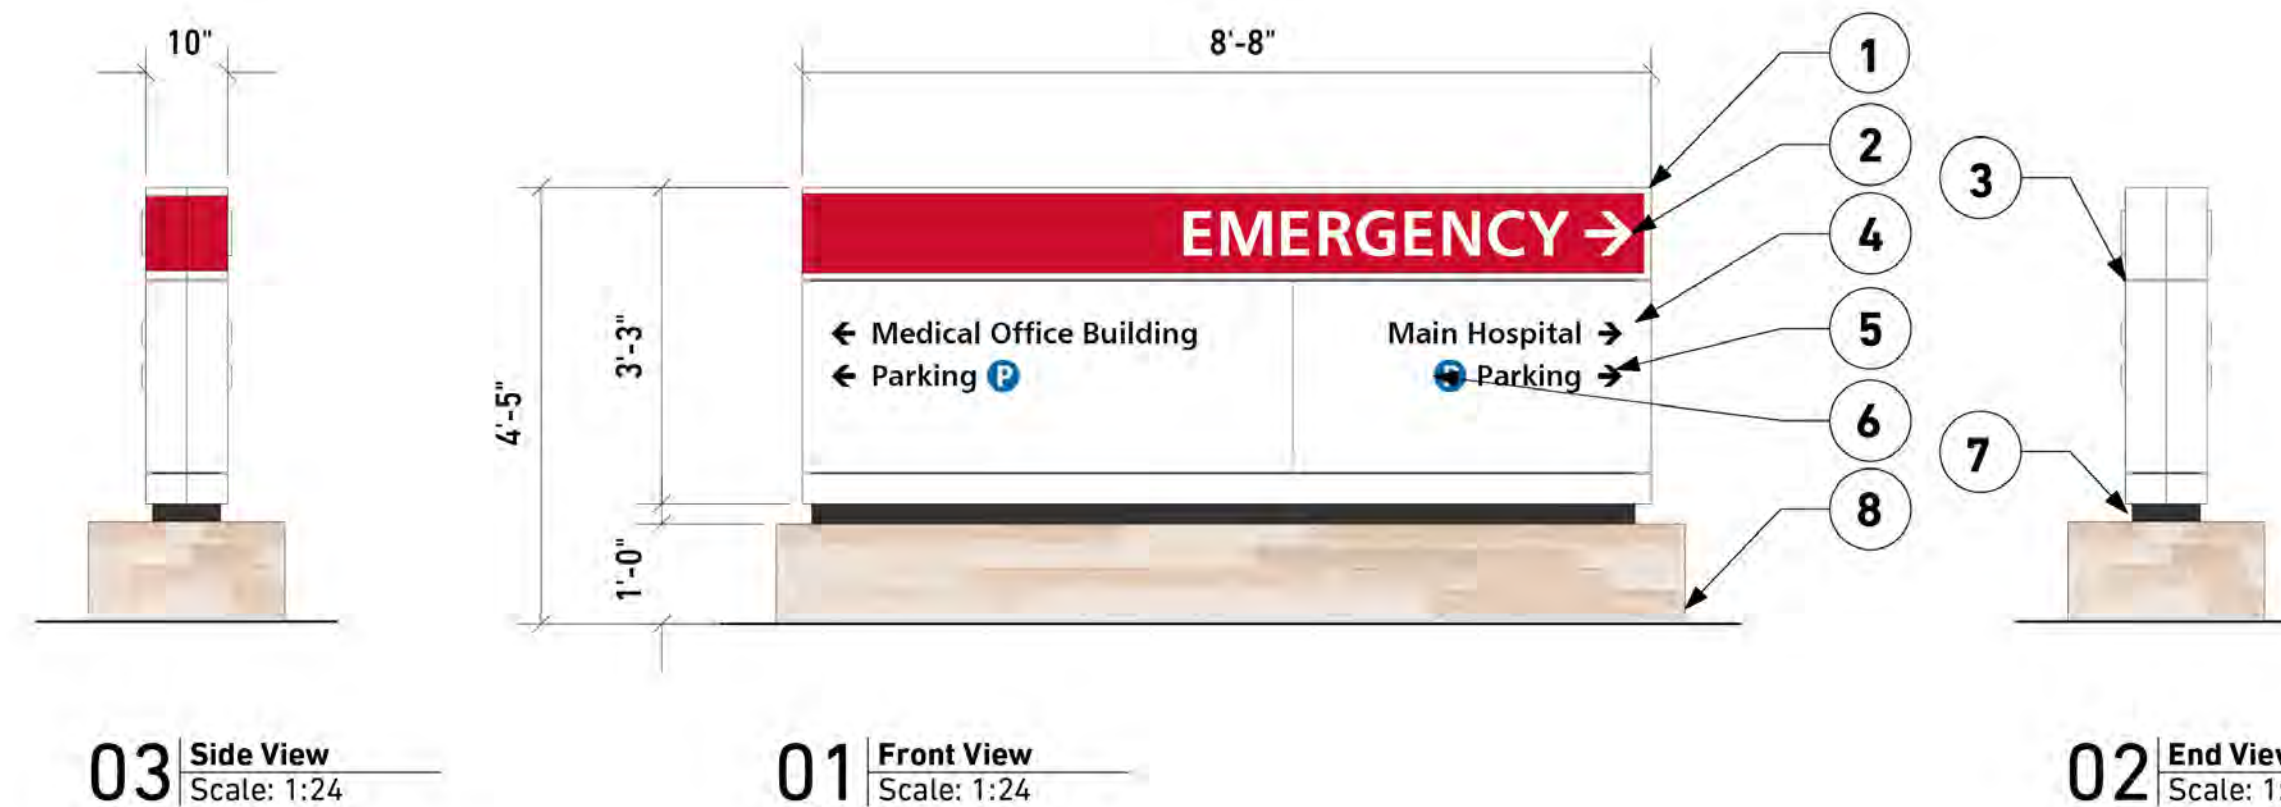 10"
8'-8"
1
2
3
4
5
6
7
8
4'-5"
3'-3"
1'-0"
EMERGENCY →
← Medical Office Building
← Parking P
Main Hospital →
Parking →
03 Side View
Scale: 1:24
01 Front View
Scale: 1:24
02 End View
Scale: 1: